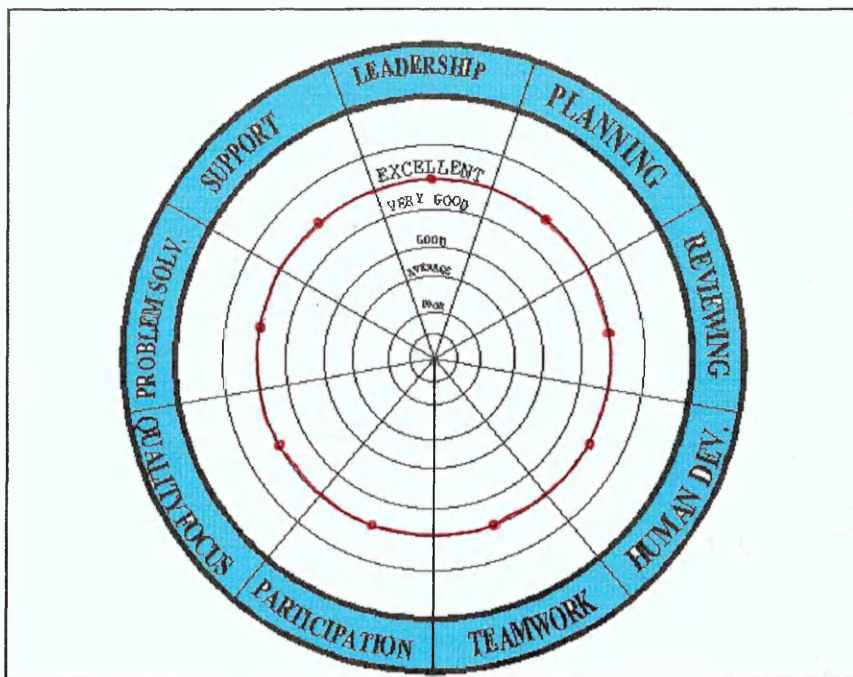 LEADERSHIP
PLANNING
REVIEWING
HUMAN DEV.
TEAMWORK
PARTICIPATION
QUALITY FOCUS
PROBLEM SOLV.
SUPPORT
EXCELLENT
VERY GOOD
GOOD
AVERAGE
POOR